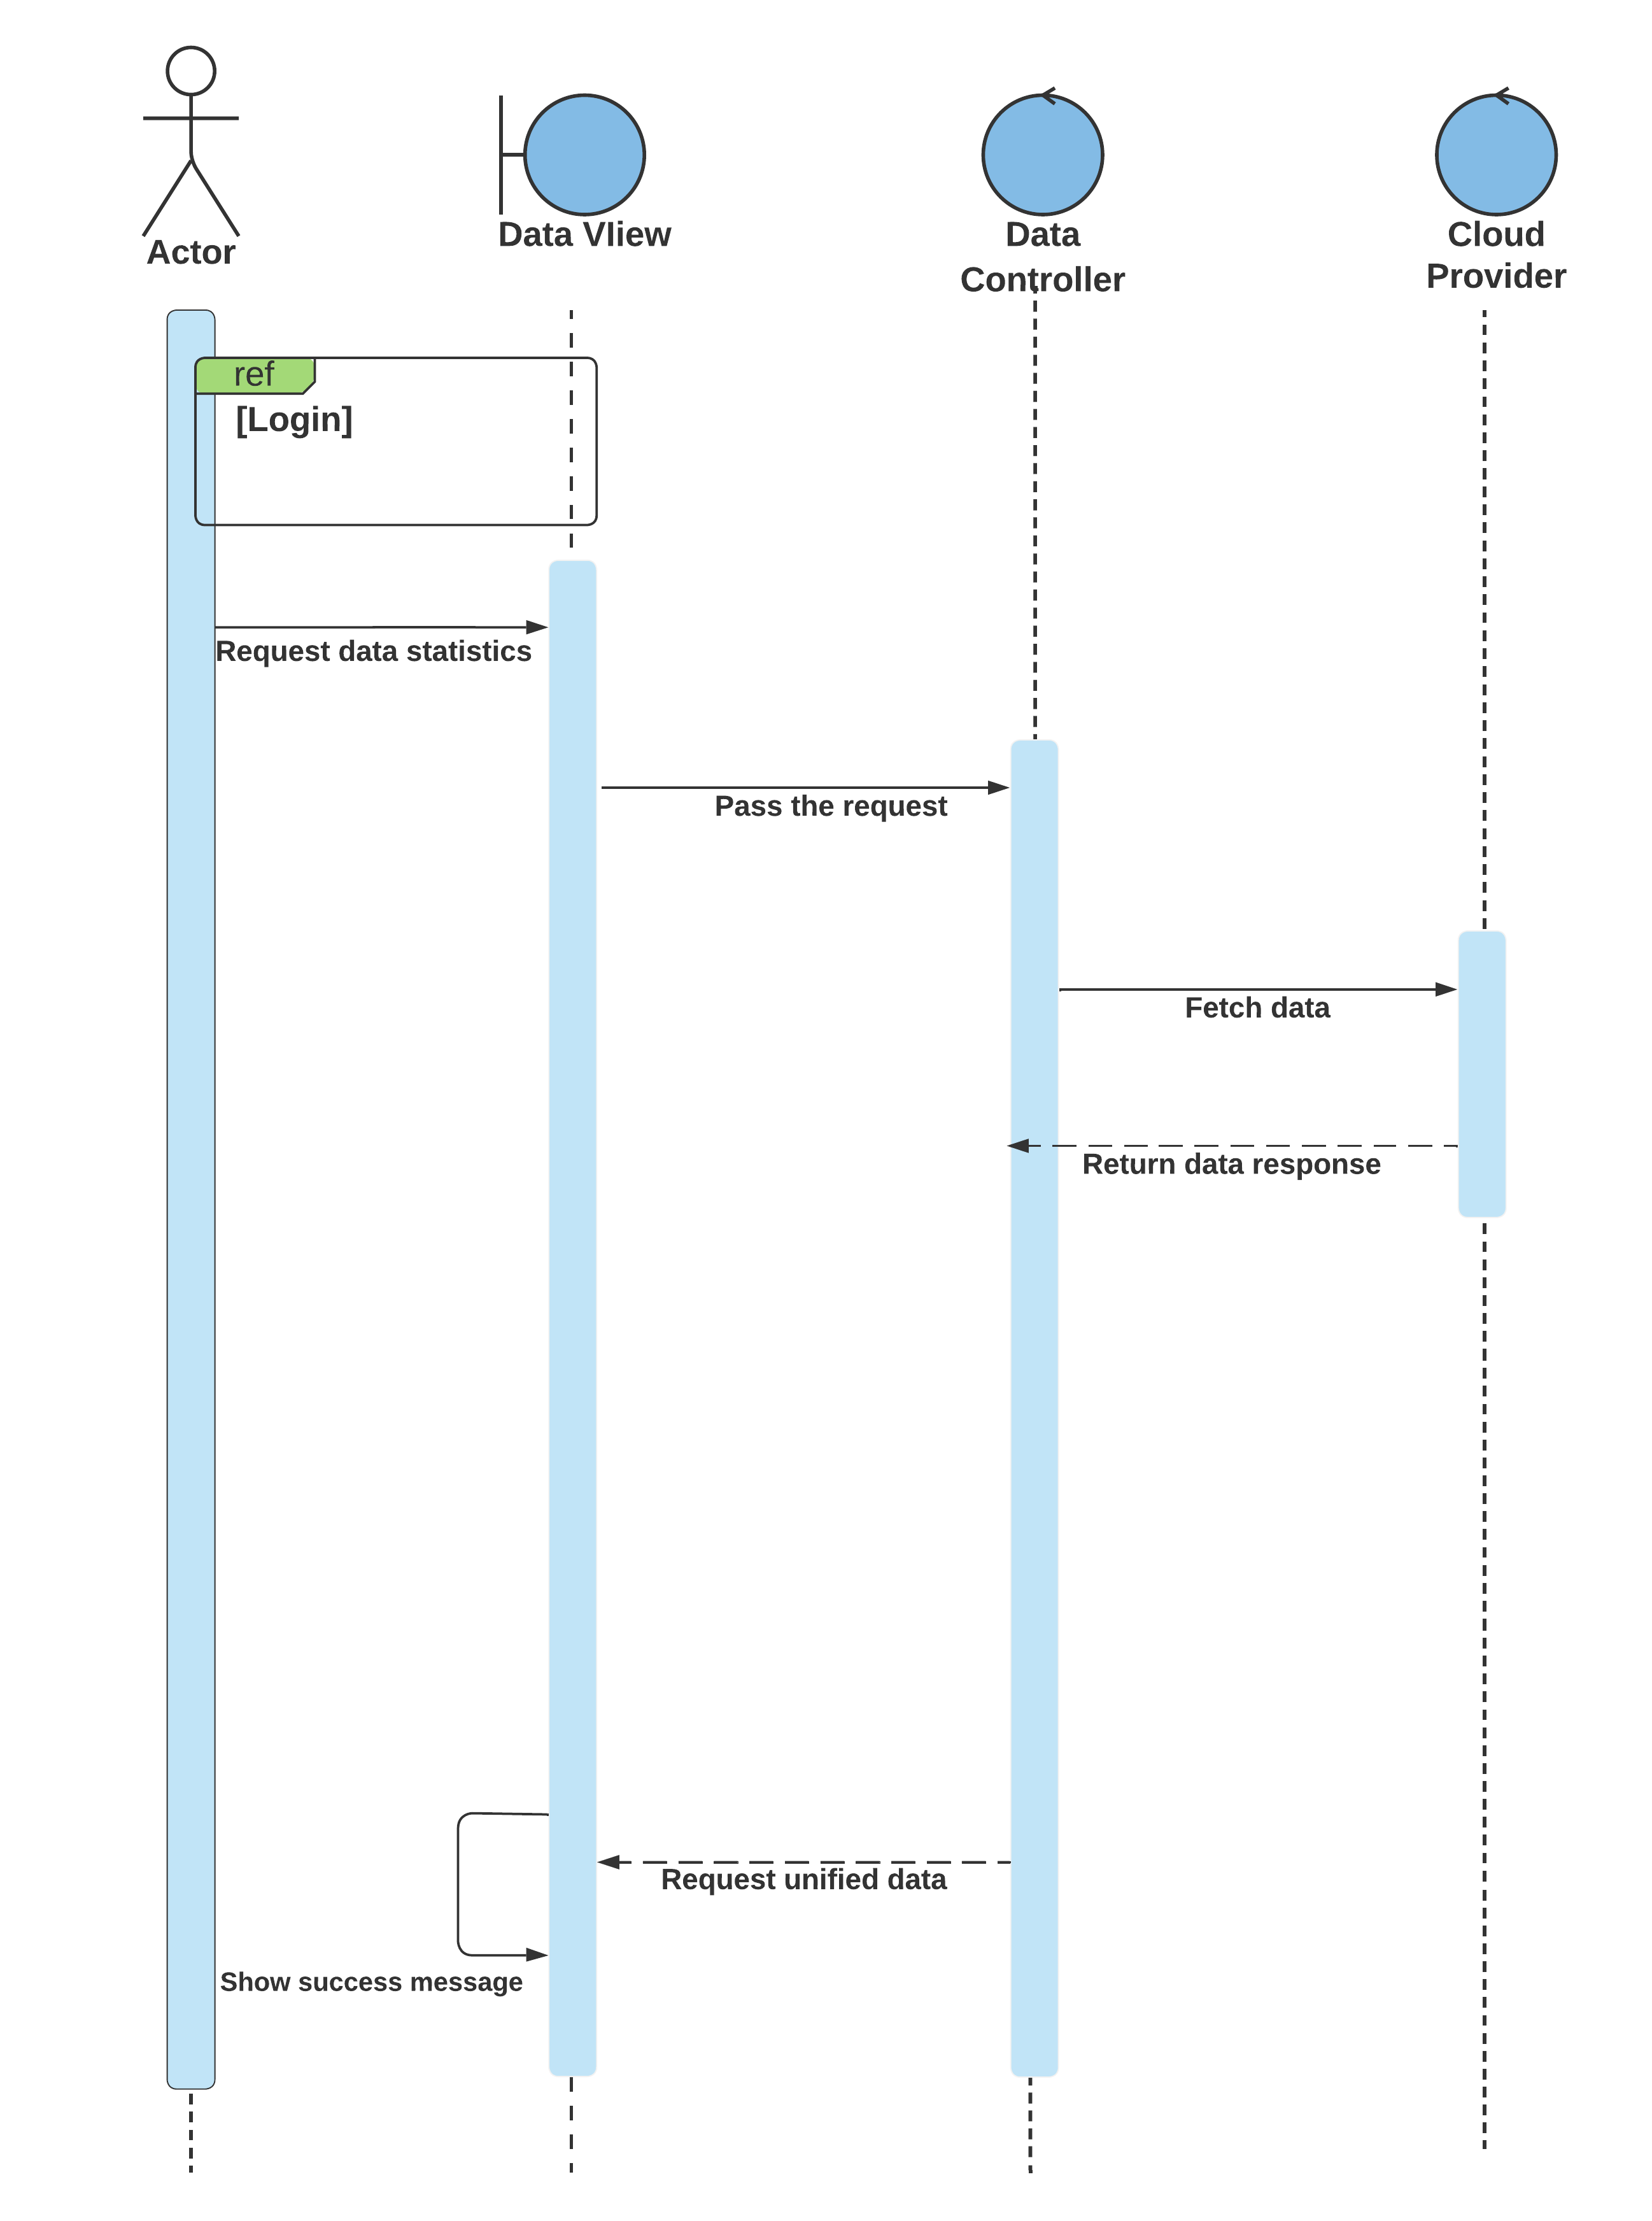 Actor
Data VIiew
Data
Controller
Cloud
Provider
ref
[Login]
Request data statistics
Pass the request
Fetch data
Return data response
Request unified data
Show success message